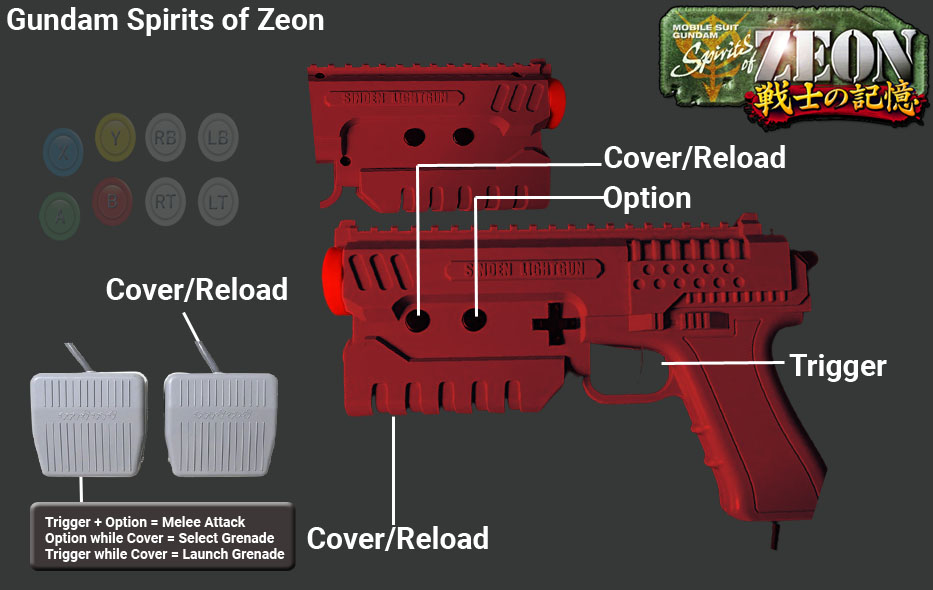 Gundam Spirits of Zeon
MOBILE SUIT
GUNDAM
Spirits
of
ZEON
戦士の記憶
SINDEN LIGHTGUN
X
Y
RB
LB
A
B
RT
LT
Cover/Reload
Option
SINDEN LIGHTGUN
Cover/Reload
Trigger
Trigger + Option = Melee Attack
Option while Cover = Select Grenade
Trigger while Cover = Launch Grenade
Cover/Reload